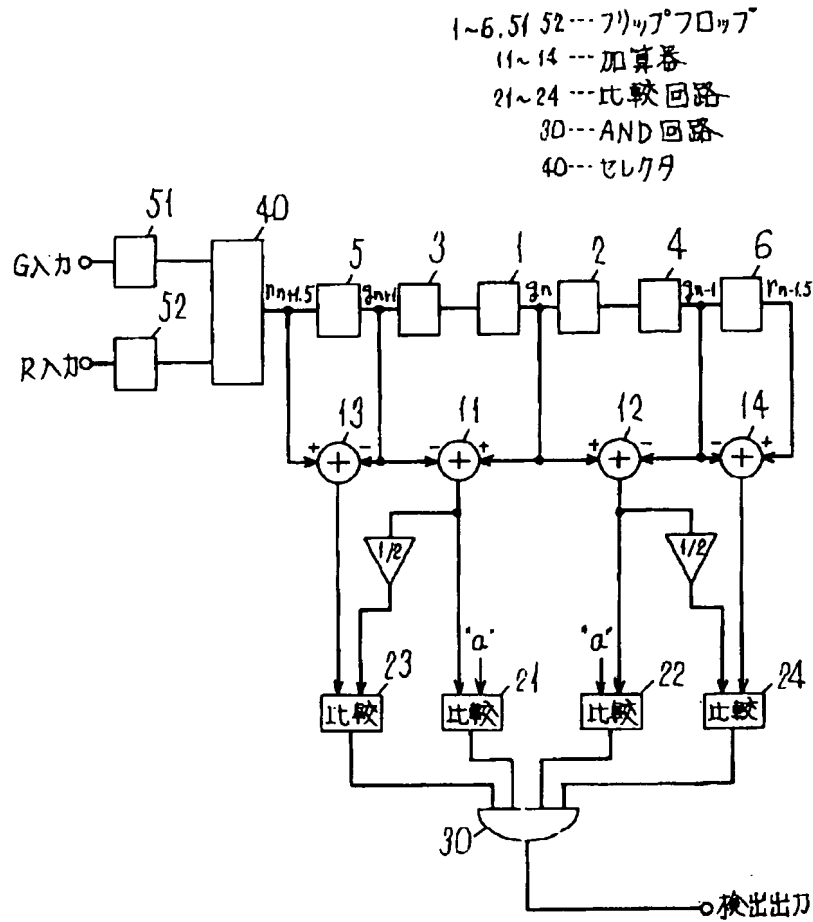 1~6, 51 52…フリップフロップ
11~14…加算器
21~24…比較回路
30…AND回路
40…セレクタ
51
40
G入力
52
R入力
5
3
1
2
4
6
rn+1.5
gn+1
gn
gn-1
rn-1.5
13
11
12
14
+
+
-
-
+
+
+
+
-
-
+
+
1/2
1/2
"a"
"a"
23
21
22
24
比較
比較
比較
比較
30
検出出力